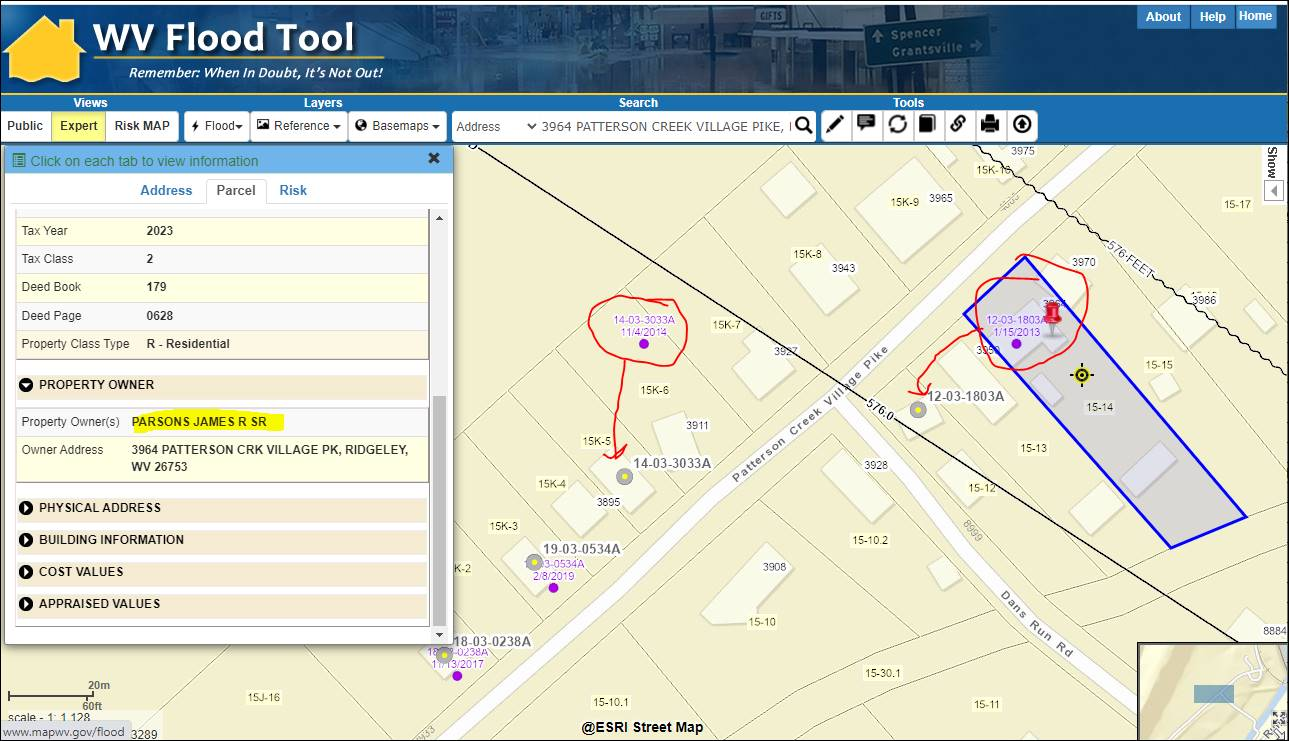 WV Flood Tool
Remember: When In Doubt, It's Not Out!
GIFTS
Spencer
Grantsville
About Help Home
Views Layers Search Tools
Public Expert Risk MAP Flood Reference Basemaps Address 3964 PATTERSON CREEK VILLAGE PIKE,
Click on each tab to view information
Address Parcel Risk
Tax Year 2023
Tax Class 2
Deed Book 179
Deed Page 0628
Property Class Type R - Residential
PROPERTY OWNER
Property Owner(s) PARSONS JAMES R SR
Owner Address 3964 PATTERSON CRK VILLAGE PK, RIDGELEY,
WV 26753
PHYSICAL ADDRESS
BUILDING INFORMATION
COST VALUES
APPRAISED VALUES
Show
3975
15K-16
15K-9 3965
15-17
15K-8
3943
576 FEET
3970
3986
14-03-3033A
11/4/2014
15K-7
3927
12-03-1803A
1/15/2013
15-15
15K-6
Patterson Creek Village Pike
576.0
12-03-1803A
15-14
3911
15K-5
14-03-3033A
15-13
3928
15K-4
3895
15-12
15K-3
8999
15-10.2
19-03-0534A
2/8/2019
3908
K-2
Dans Run Rd
15-10
18-03-0238A
11/13/2017
8884
15-30.1
15J-16
15-10.1
15-11
20m
60ft
scale - 1: 1,128
www.mapwv.gov/flood
3289
3933
@ESRI Street Map